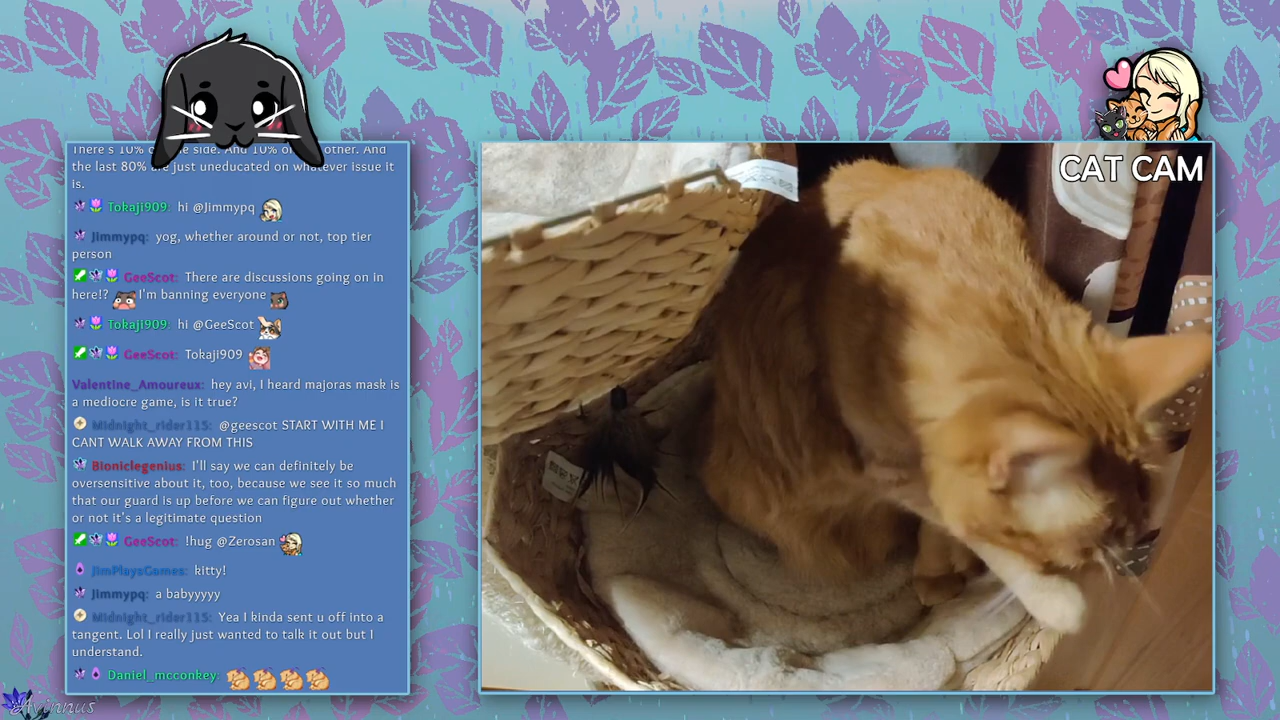 There's 10% side. And 10% other. And
the last 80% are just uneducated on whatever issue it
is.
Tokaji909: hi @Jimmypq
Jimmypq: yog, whether around or not, top tier
person
GeeScot: There are discussions going on in
here!? I'm banning everyone
Tokaji909: hi @GeeScot
GeeScot: Tokaji909
Valentine_Amoureux: hey avi, I heard majoras mask is
a mediocre game, is it true?
Midnight_rider115: @geescot START WITH ME I
CANT WALK AWAY FROM THIS
Bioniclegenius: I'll say we can definitely be
oversensitive about it, too, because we see it so much
that our guard is up before we can figure out whether
or not it's a legitimate question
GeeScot: !hug @Zerosan
JimPlaysGames: kitty!
Jimmypq: a babyyyyy
Midnight_rider115: Yea I kinda sent u off into a
tangent. Lol I really just wanted to talk it out but I
understand.
Daniel_mcconkey:
Avinnus
CAT CAM